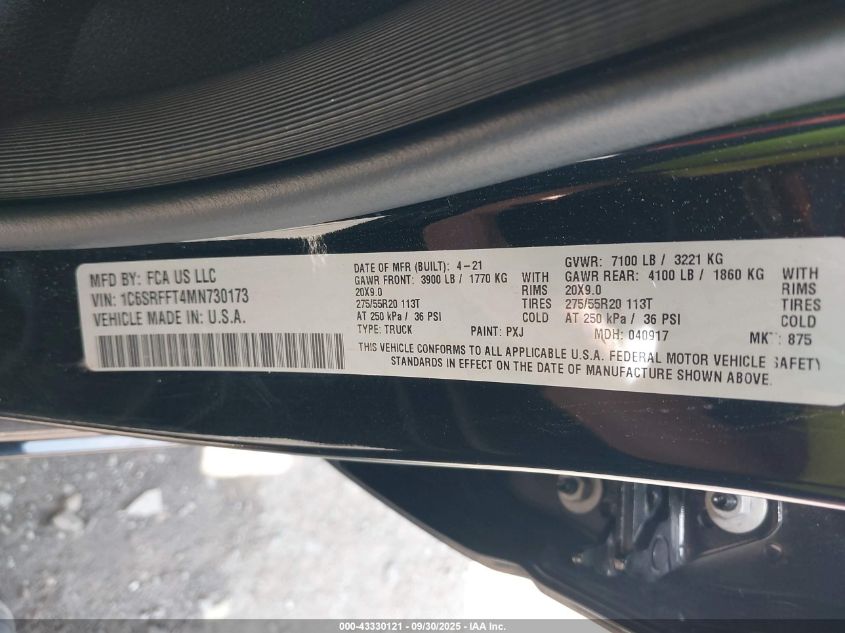 MFD BY: FCA US LLC
VIN: 1C6SRFFT4MN730173
VEHICLE MADE IN: U.S.A.
DATE OF MFR (BUILT): 4-21 GVWR: 7100 LB / 3221 KG
GAWR FRONT: 3900 LB / 1770 KG WITH GAWR REAR: 4100 LB / 1860 KG WITH
20X9.0 RIMS 20X9.0 RIMS
275/55R20 113T TIRES 275/55R20 113T TIRES
AT 250 kPa / 36 PSI COLD AT 250 kPa / 36 PSI COLD
TYPE: TRUCK PAINT: PXJ MDH: 040917 : 875
THIS VEHICLE CONFORMS TO ALL APPLICABLE U.S.A. FEDERAL MOTOR VEHICLE SAFETY
STANDARDS IN EFFECT ON THE DATE OF MANUFACTURE SHOWN ABOVE.
000-43330121 - 09/30/2025 - IAA Inc.